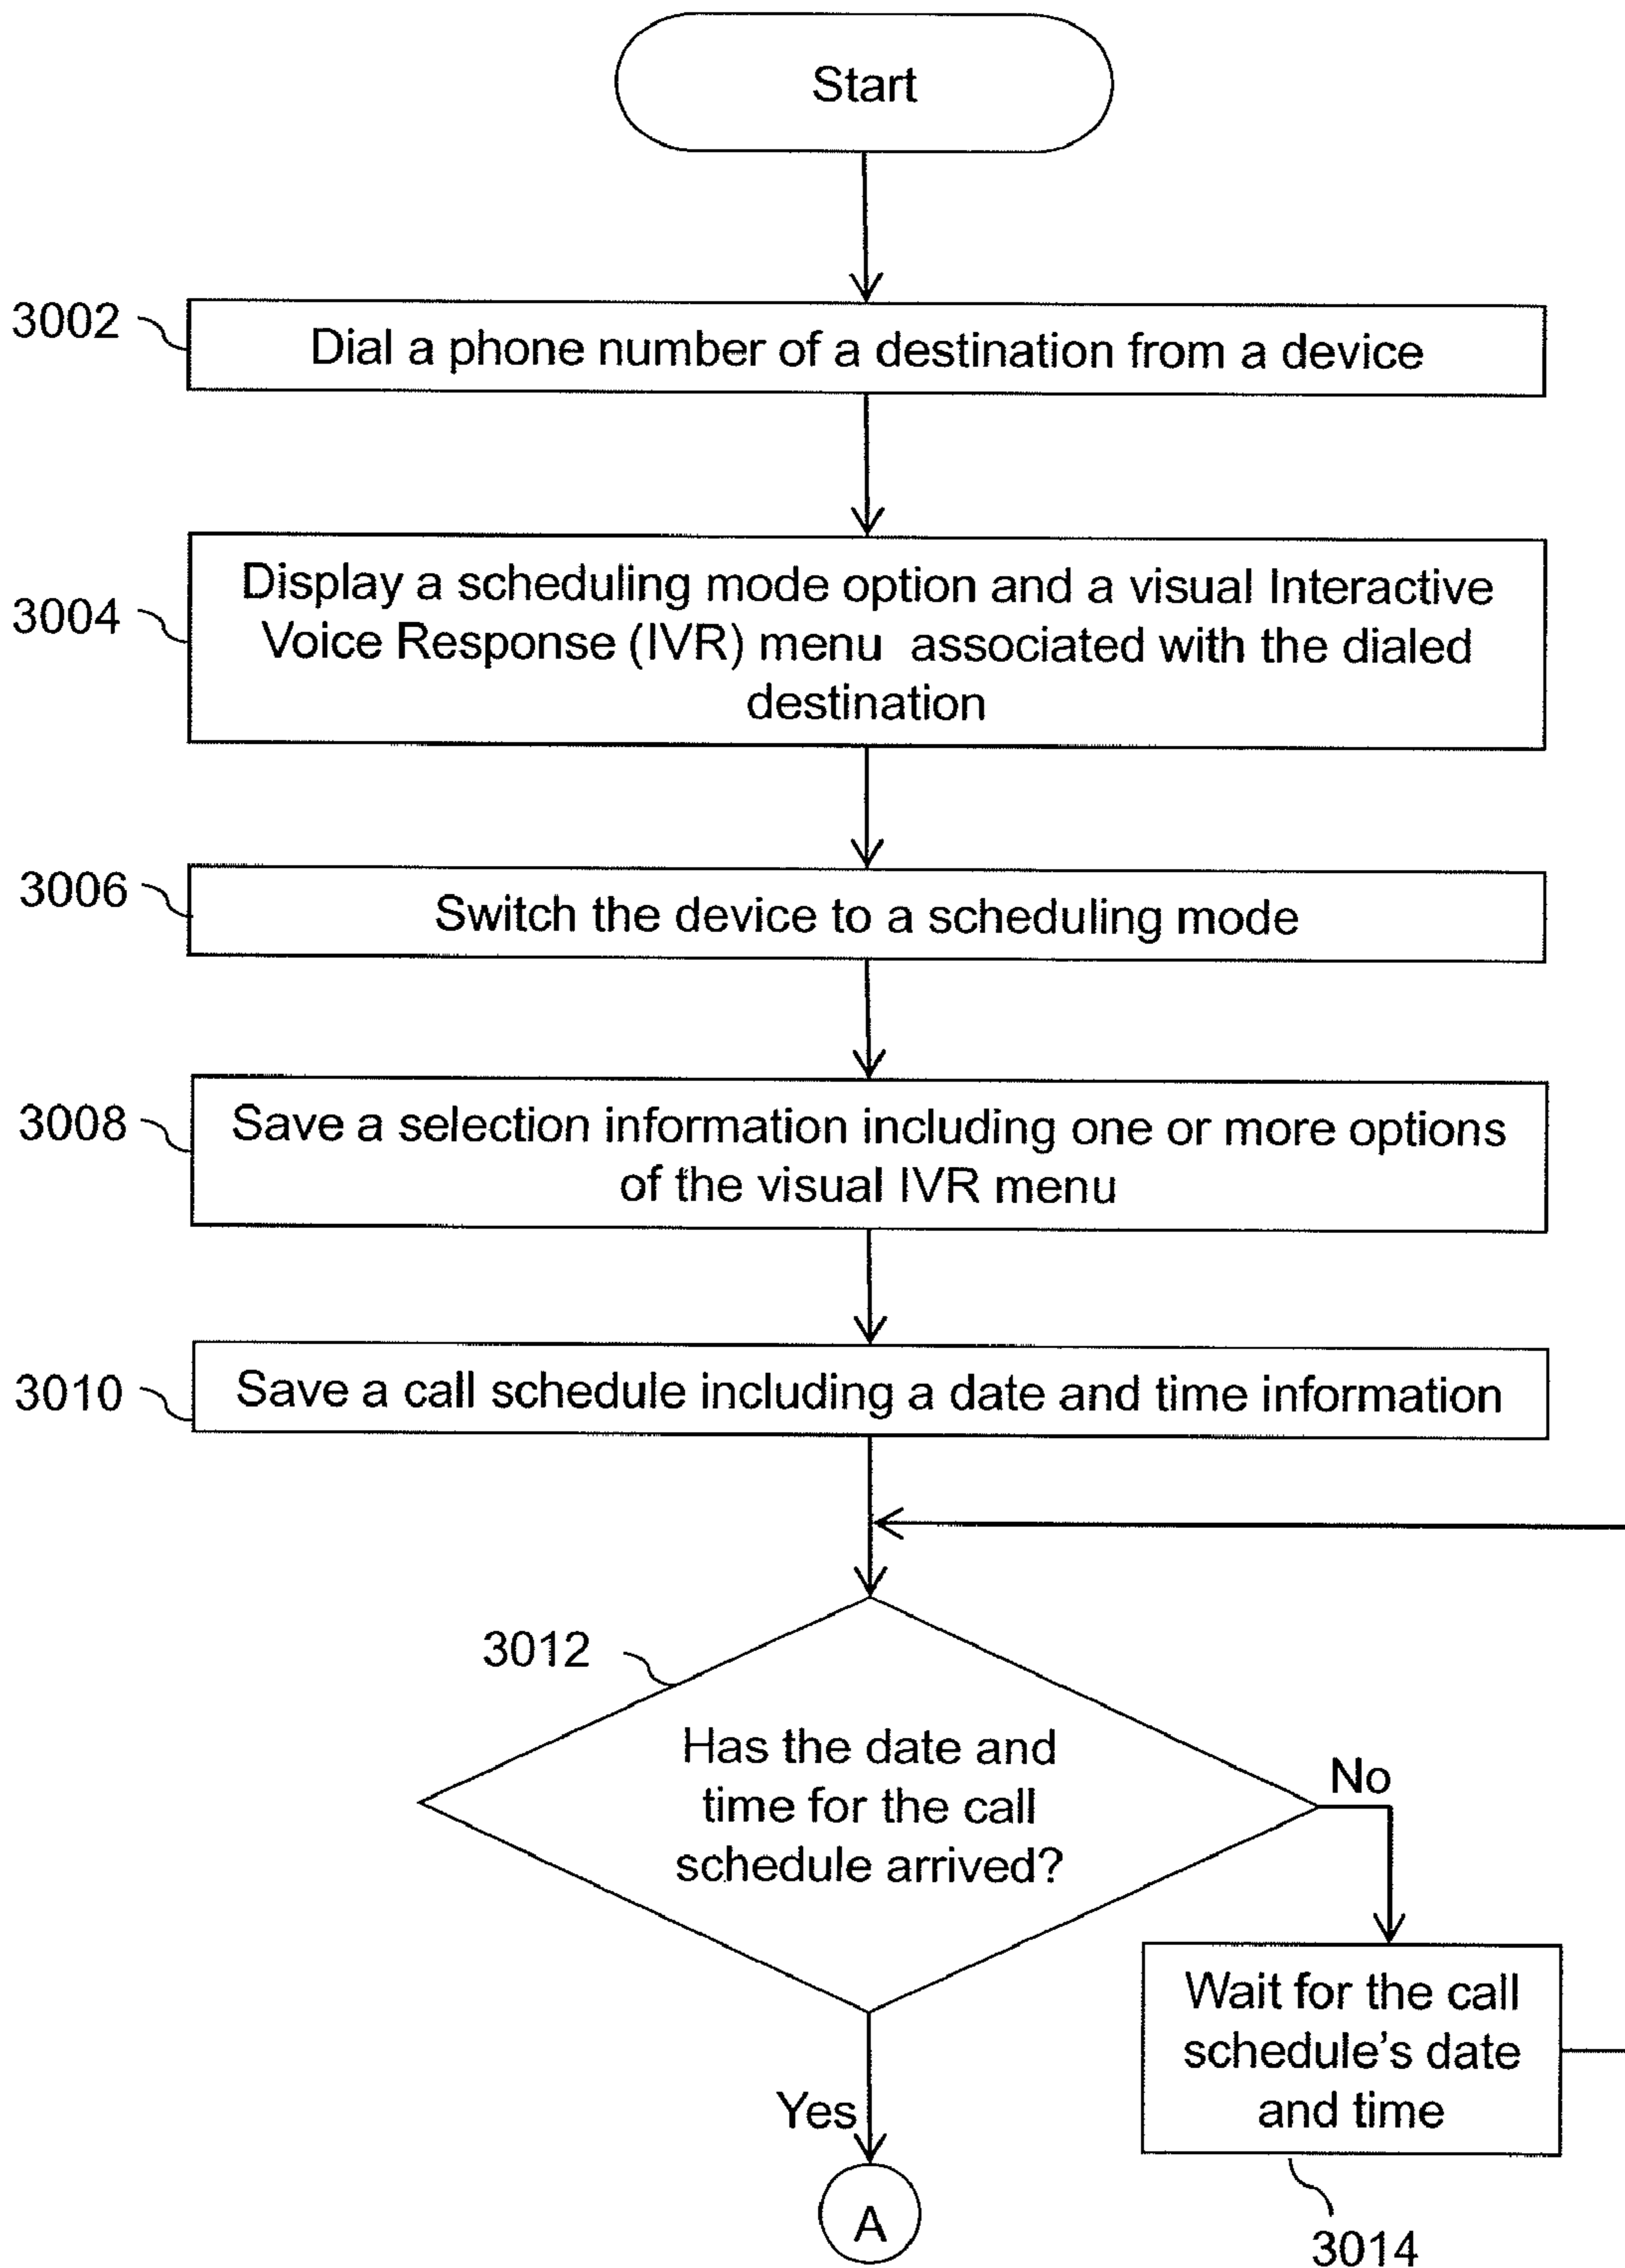 Start
3002
Dial a phone number of a destination from a device
3004
Display a scheduling mode option and a visual Interactive
Voice Response (IVR) menu associated with the dialed
destination
3006
Switch the device to a scheduling mode
3008
Save a selection information including one or more options
of the visual IVR menu
3010
Save a call schedule including a date and time information
3012
Has the date and
time for the call
schedule arrived?
No
Wait for the call
schedule's date
and time
3014
Yes
A